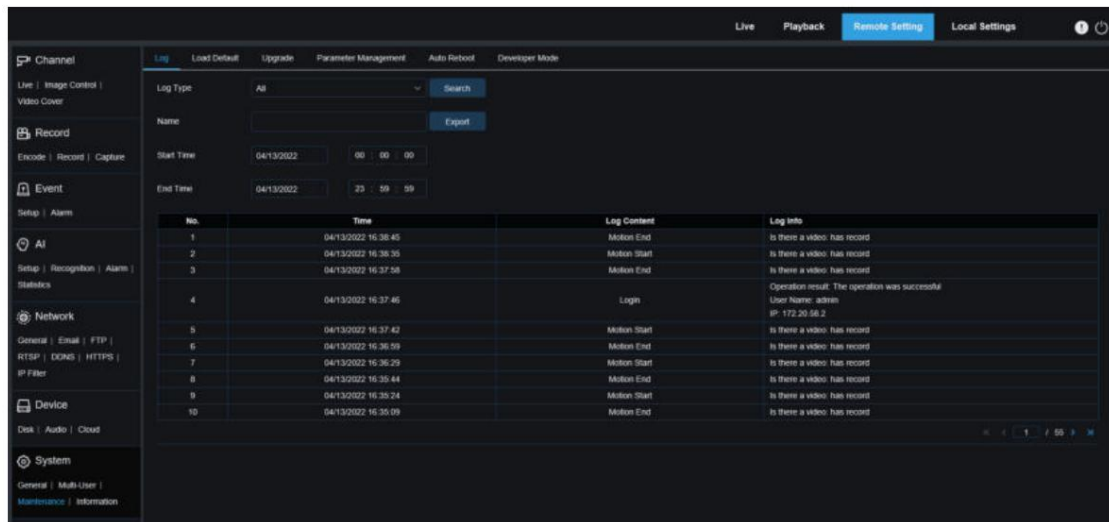 Live Playback Remote Setting Local Settings
Channel
Live | Image Control |
Video Cover
Record
Encode | Record | Capture
Event
Setup | Alarm
AI
Setup | Recognition | Alarm |
Statistics
Network
General | Email | FTP |
RTSP | DDNS | HTTPS |
IP Filter
Device
Disk | Audio | Cloud
System
General | Multi-User |
Maintenance | Information
Log Load Default Upgrade Parameter Management Auto Reboot Developer Mode
Log Type All Search
Name Export
Start Time 04/13/2022 00 : 00 : 00
End Time 04/13/2022 23 : 59 : 59
No. Time Log Content Log Info
1 04/13/2022 16:38:45 Motion End Is there a video: has record
2 04/13/2022 16:38:35 Motion Start Is there a video: has record
3 04/13/2022 16:37:58 Motion End Is there a video: has record
4 04/13/2022 16:37:46 Login Operation result: The operation was successful
User Name: admin
IP: 172.20.56.2
5 04/13/2022 16:37:42 Motion Start Is there a video: has record
6 04/13/2022 16:36:59 Motion End Is there a video: has record
7 04/13/2022 16:36:29 Motion Start Is there a video: has record
8 04/13/2022 16:35:44 Motion End Is there a video: has record
9 04/13/2022 16:35:24 Motion Start Is there a video: has record
10 04/13/2022 16:35:09 Motion End Is there a video: has record
1 / 55